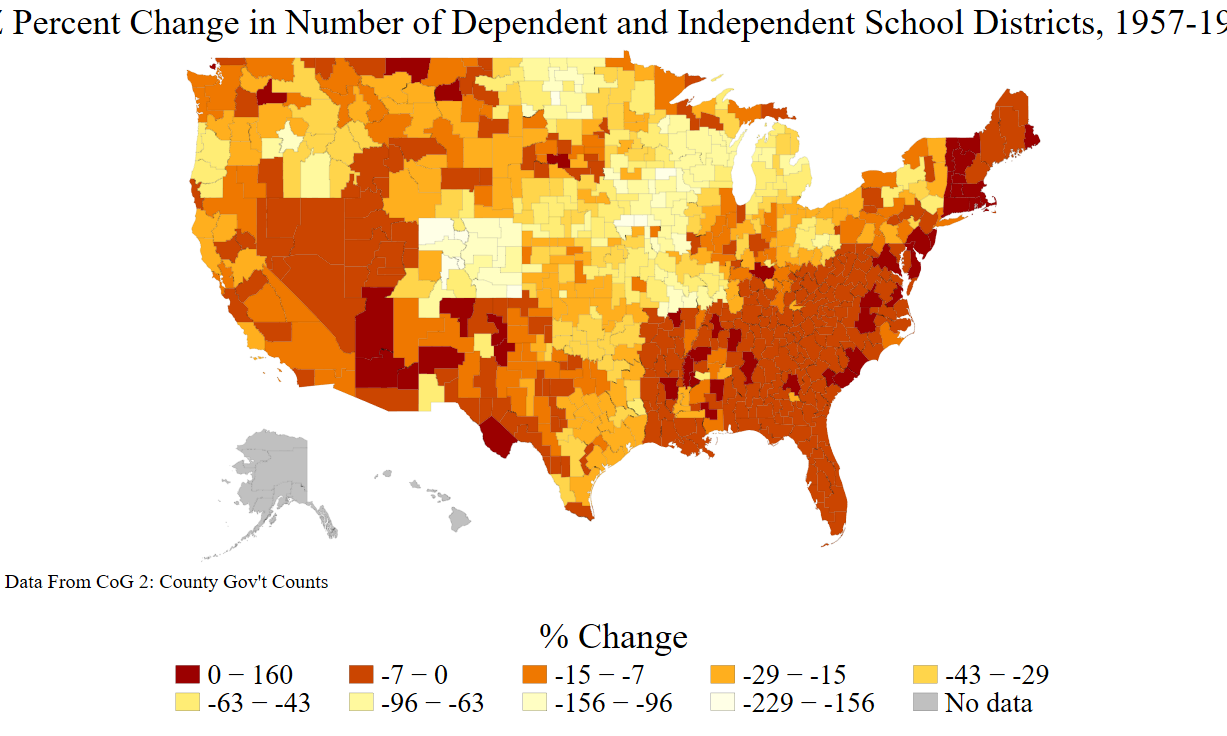 Percent Change in Number of Dependent and Independent School Districts, 1957-19
Data From CoG 2: County Gov't Counts
% Change
0 − 160 -7 − 0 -15 − -7 -29 − -15 -43 − -29
-63 − -43 -96 − -63 -156 − -96 -229 − -156 No data